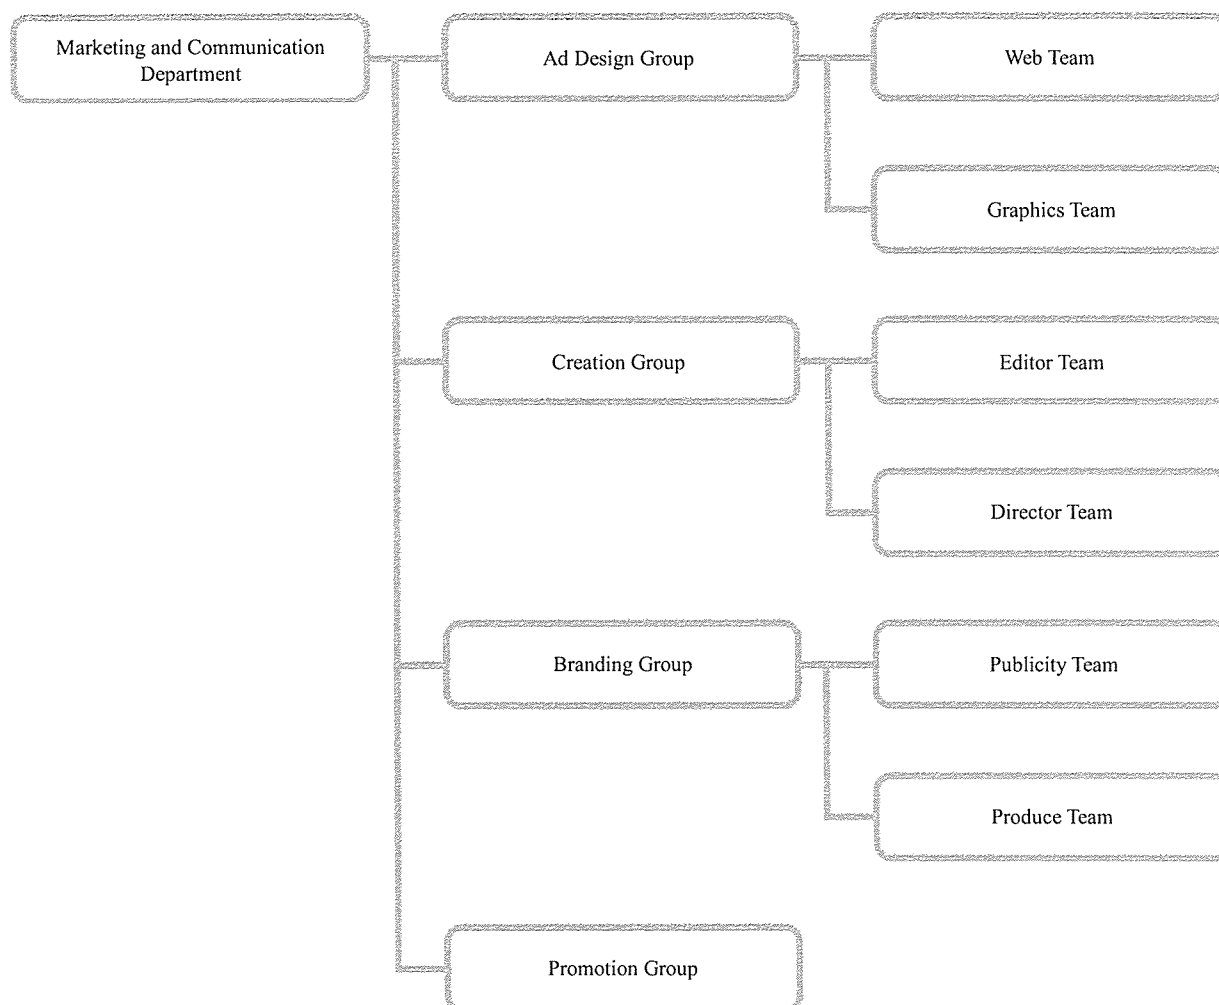 Marketing and Communication
Department
Ad Design Group
Web Team
Graphics Team
Creation Group
Editor Team
Director Team
Branding Group
Publicity Team
Produce Team
Promotion Group